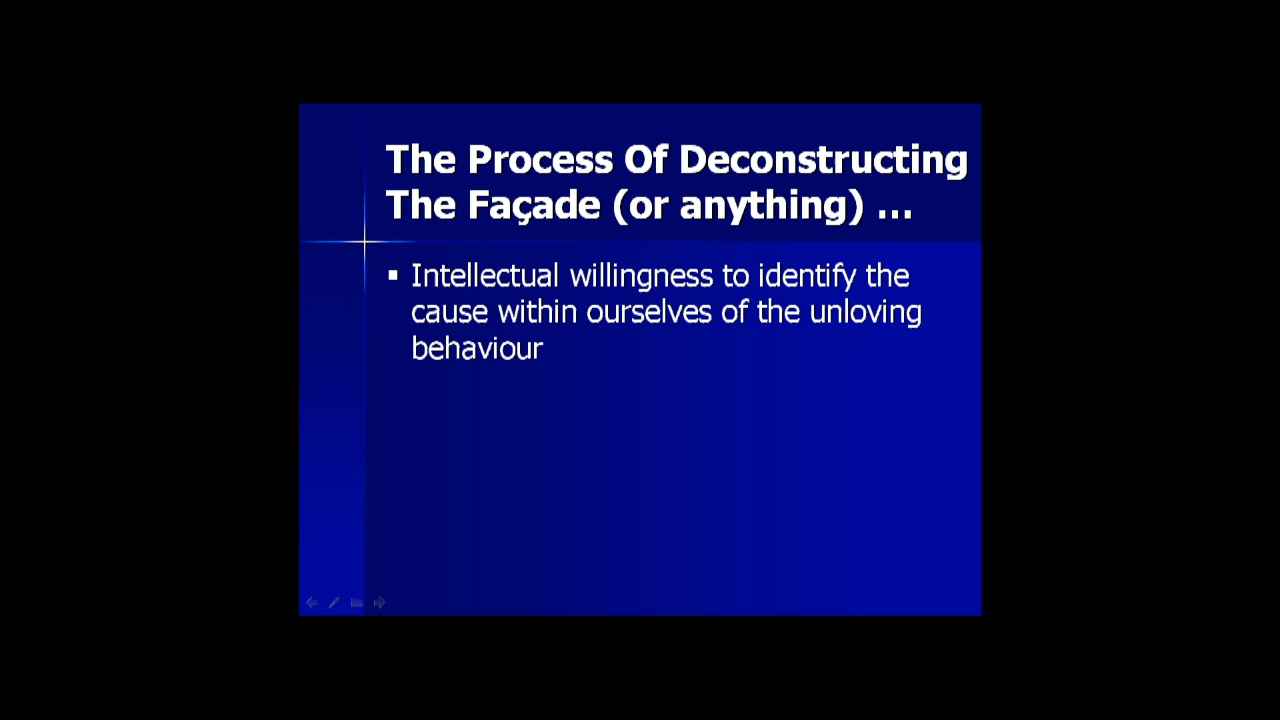 The Process Of Deconstructing
The Façade (or anything) …
▪ Intellectual willingness to identify the
cause within ourselves of the unloving
behaviour